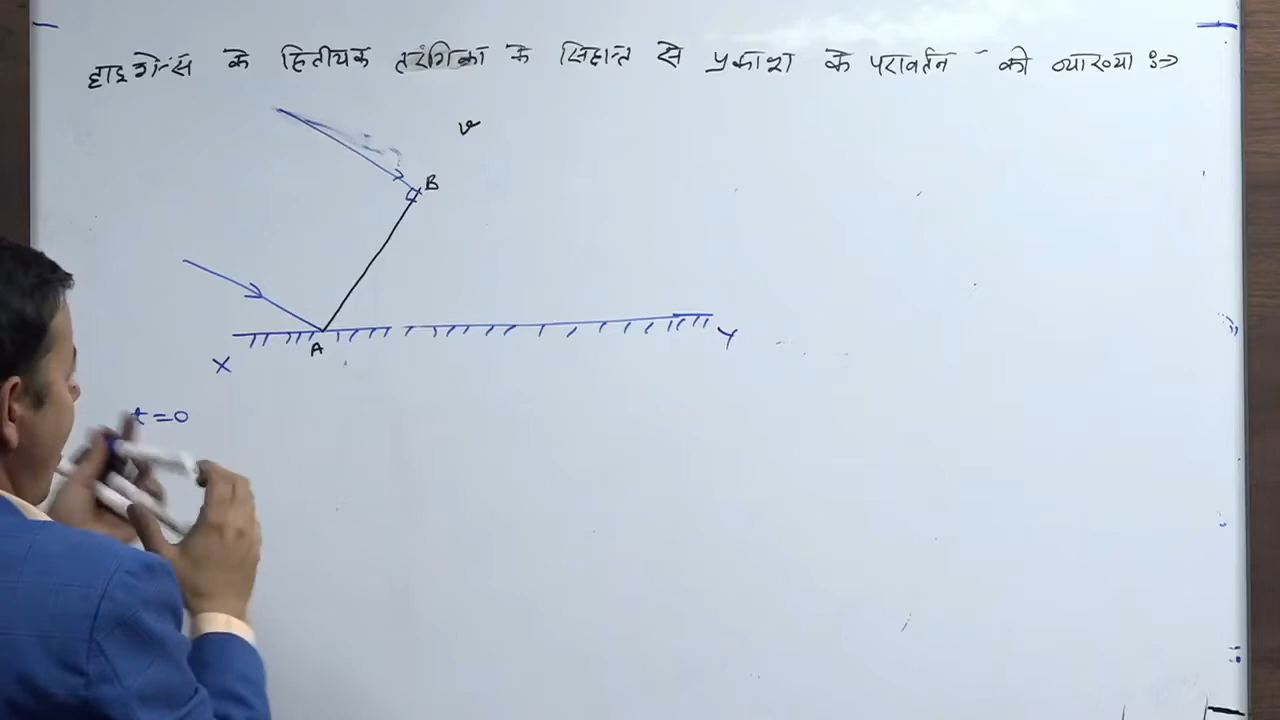 हाइगेन्स के द्वितीयक तरंगिका के सिद्धान्त से प्रकाश के परावर्तन की व्याख्या :→
v
B
A
X
Y
t=0